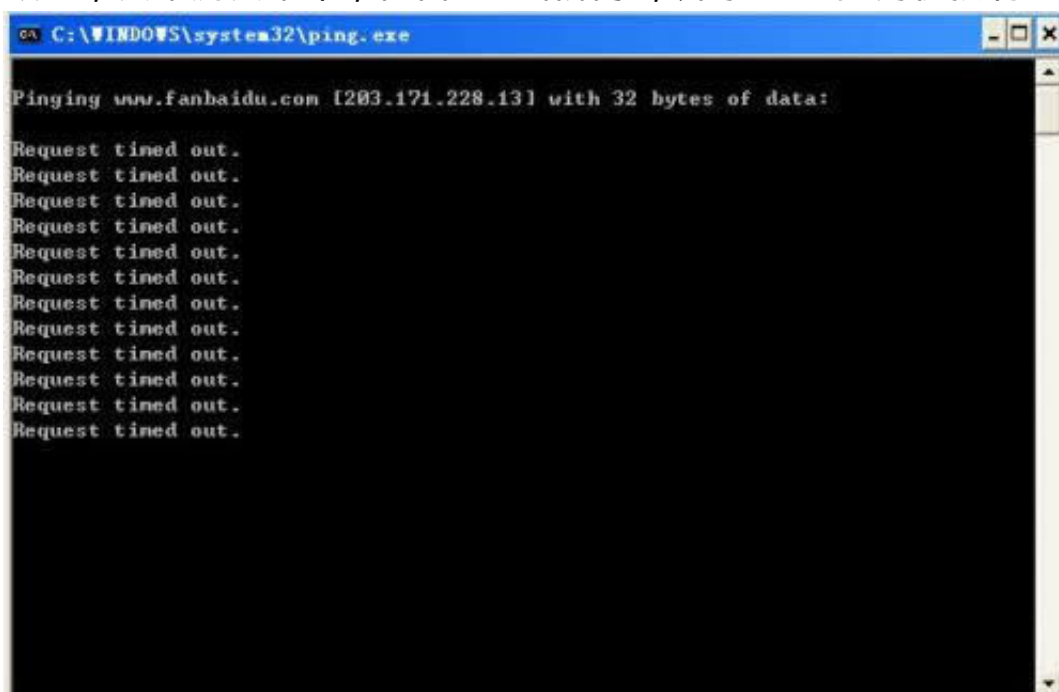 C:\WINDOWS\system32\ping.exe
Pinging www.fanbaidu.com [203.171.228.13] with 32 bytes of data:
Request timed out.
Request timed out.
Request timed out.
Request timed out.
Request timed out.
Request timed out.
Request timed out.
Request timed out.
Request timed out.
Request timed out.
Request timed out.
Request timed out.